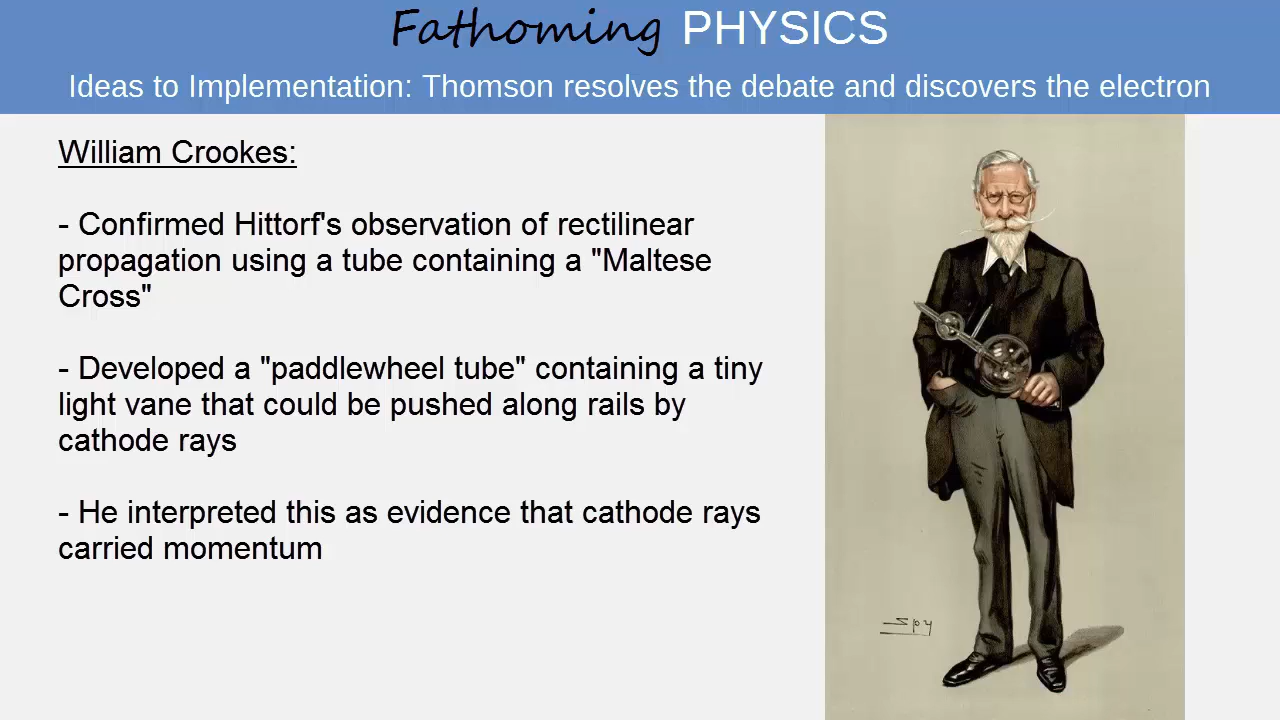 Fathoming PHYSICS
Ideas to Implementation: Thomson resolves the debate and discovers the electron
William Crookes:
- Confirmed Hittorf's observation of rectilinear
propagation using a tube containing a "Maltese
Cross"
- Developed a "paddlewheel tube" containing a tiny
light vane that could be pushed along rails by
cathode rays
- He interpreted this as evidence that cathode rays
carried momentum
Spy